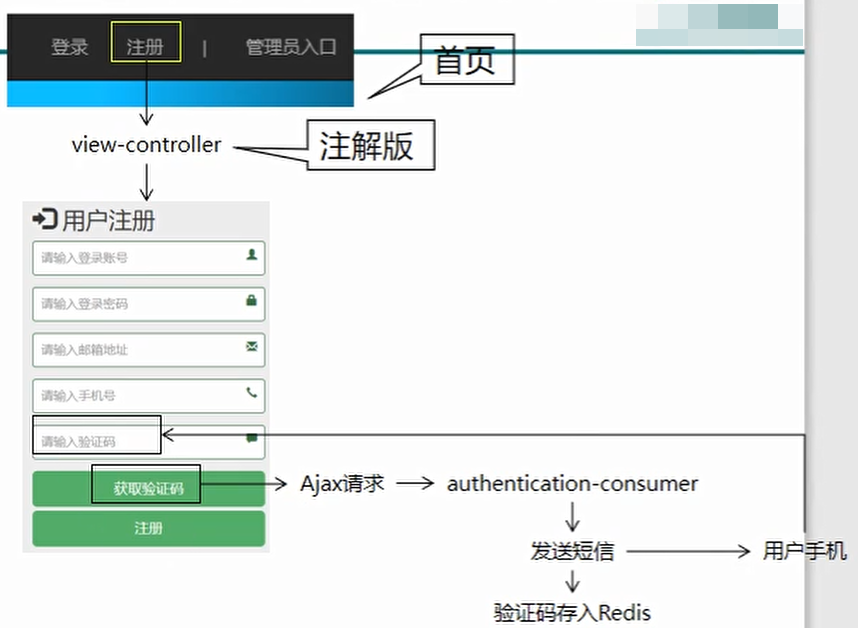 登录 注册 | 管理员入口
首页
view-controller
注解版
用户注册
请输入登录账号
请输入登录密码
请输入邮箱地址
请输入手机号
请输入验证码
获取验证码
Ajax请求
authentication-consumer
注册
发送短信
用户手机
验证码存入Redis